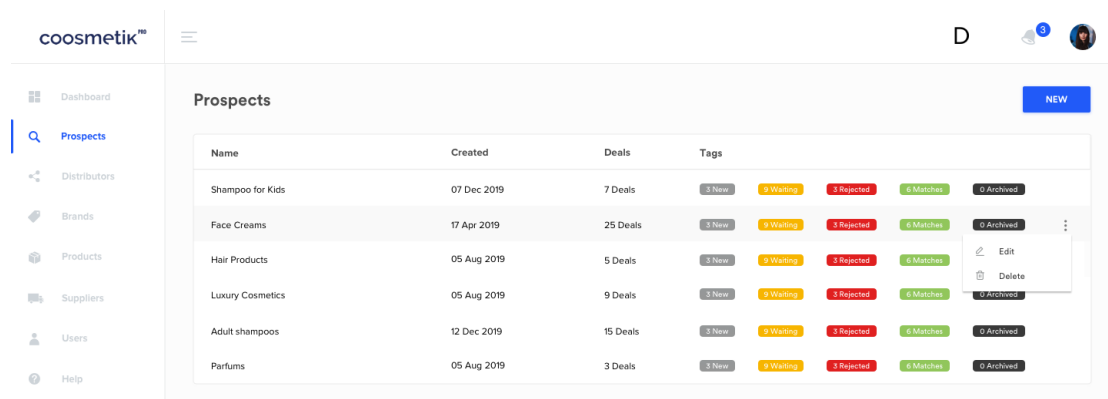 coosmetik PRO
D
3
Dashboard
Prospects
Distributors
Brands
Products
Suppliers
Users
Help
Prospects
NEW
Name Created Deals Tags
Shampoo for Kids 07 Dec 2019 7 Deals 3 New 9 Waiting 3 Rejected 6 Matches 0 Archived
Face Creams 17 Apr 2019 25 Deals 3 New 9 Waiting 3 Rejected 6 Matches 0 Archived
Hair Products 05 Aug 2019 5 Deals 3 New 9 Waiting 3 Rejected 6 Matches
Edit
Delete
Luxury Cosmetics 05 Aug 2019 9 Deals 3 New 9 Waiting 3 Rejected 6 Matches 0 Archived
Adult shampoos 12 Dec 2019 15 Deals 3 New 9 Waiting 3 Rejected 6 Matches 0 Archived
Parfums 05 Aug 2019 3 Deals 3 New 9 Waiting 3 Rejected 6 Matches 0 Archived